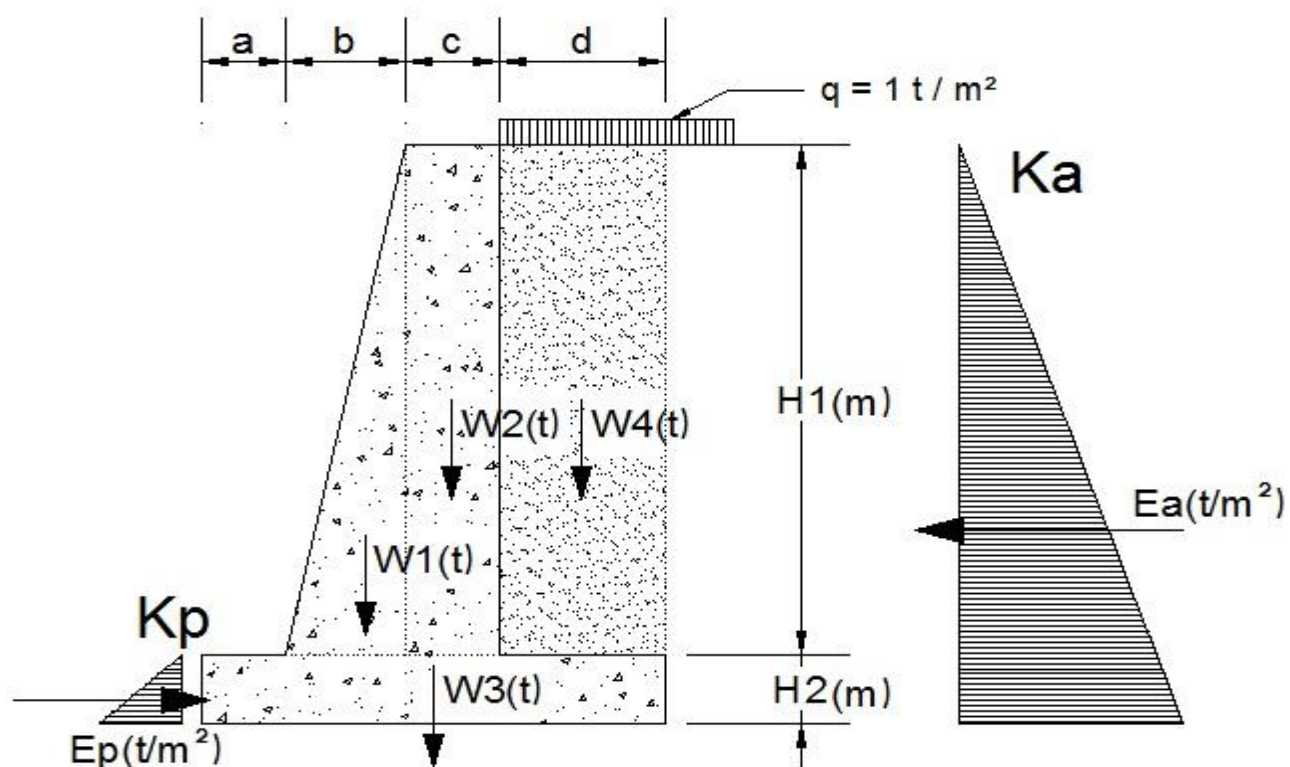 a b c d
q = 1 t / m²
Ka
H1(m)
W2(t) W4(t)
Ea(t/m²)
W1(t)
Kp
W3(t)
H2(m)
Ep(t/m²)